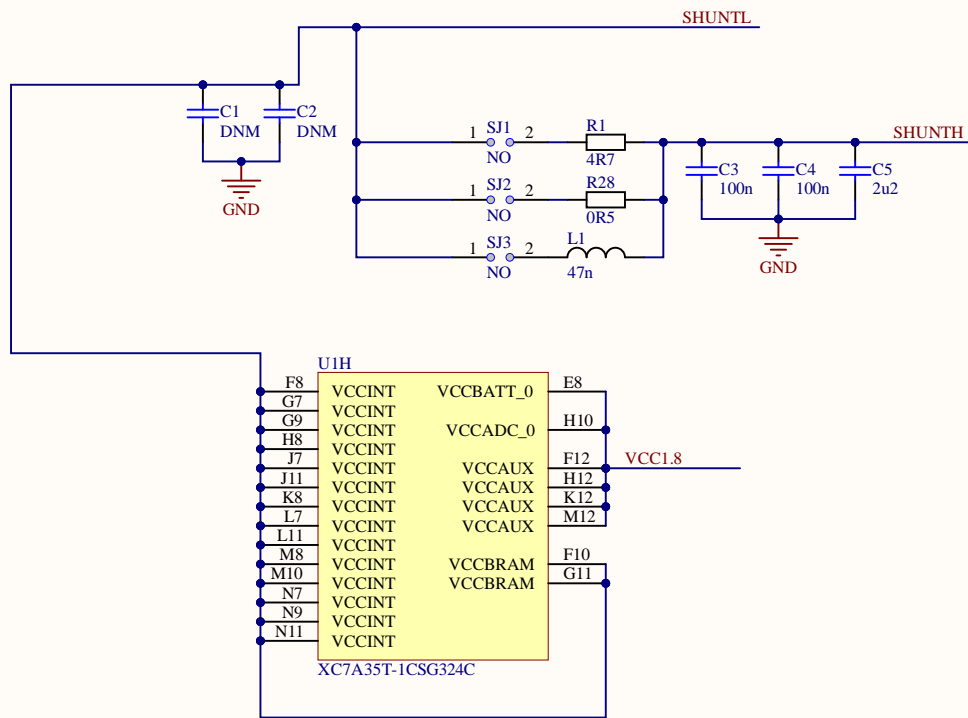 SHUNTL
C1
DNM
C2
DNM
1 SJ1 2
NO
R1
4R7
SHUNTH
C3
100n
C4
100n
C5
2u2
GND
1 SJ2 2
NO
R28
0R5
1 SJ3 2
NO
L1
47n
GND
U1H
F8 VCCINT VCCBATT_0 E8
G7 VCCINT
G9 VCCINT VCCADC_0 H10
H8 VCCINT
J7 VCCINT VCCAUX F12 VCC1.8
J11 VCCINT VCCAUX H12
K8 VCCINT VCCAUX K12
L7 VCCINT VCCAUX M12
L11 VCCINT
M8 VCCINT VCCBRAM F10
M10 VCCINT VCCBRAM G11
N7 VCCINT
N9 VCCINT
N11 VCCINT
XC7A35T-1CSG324C